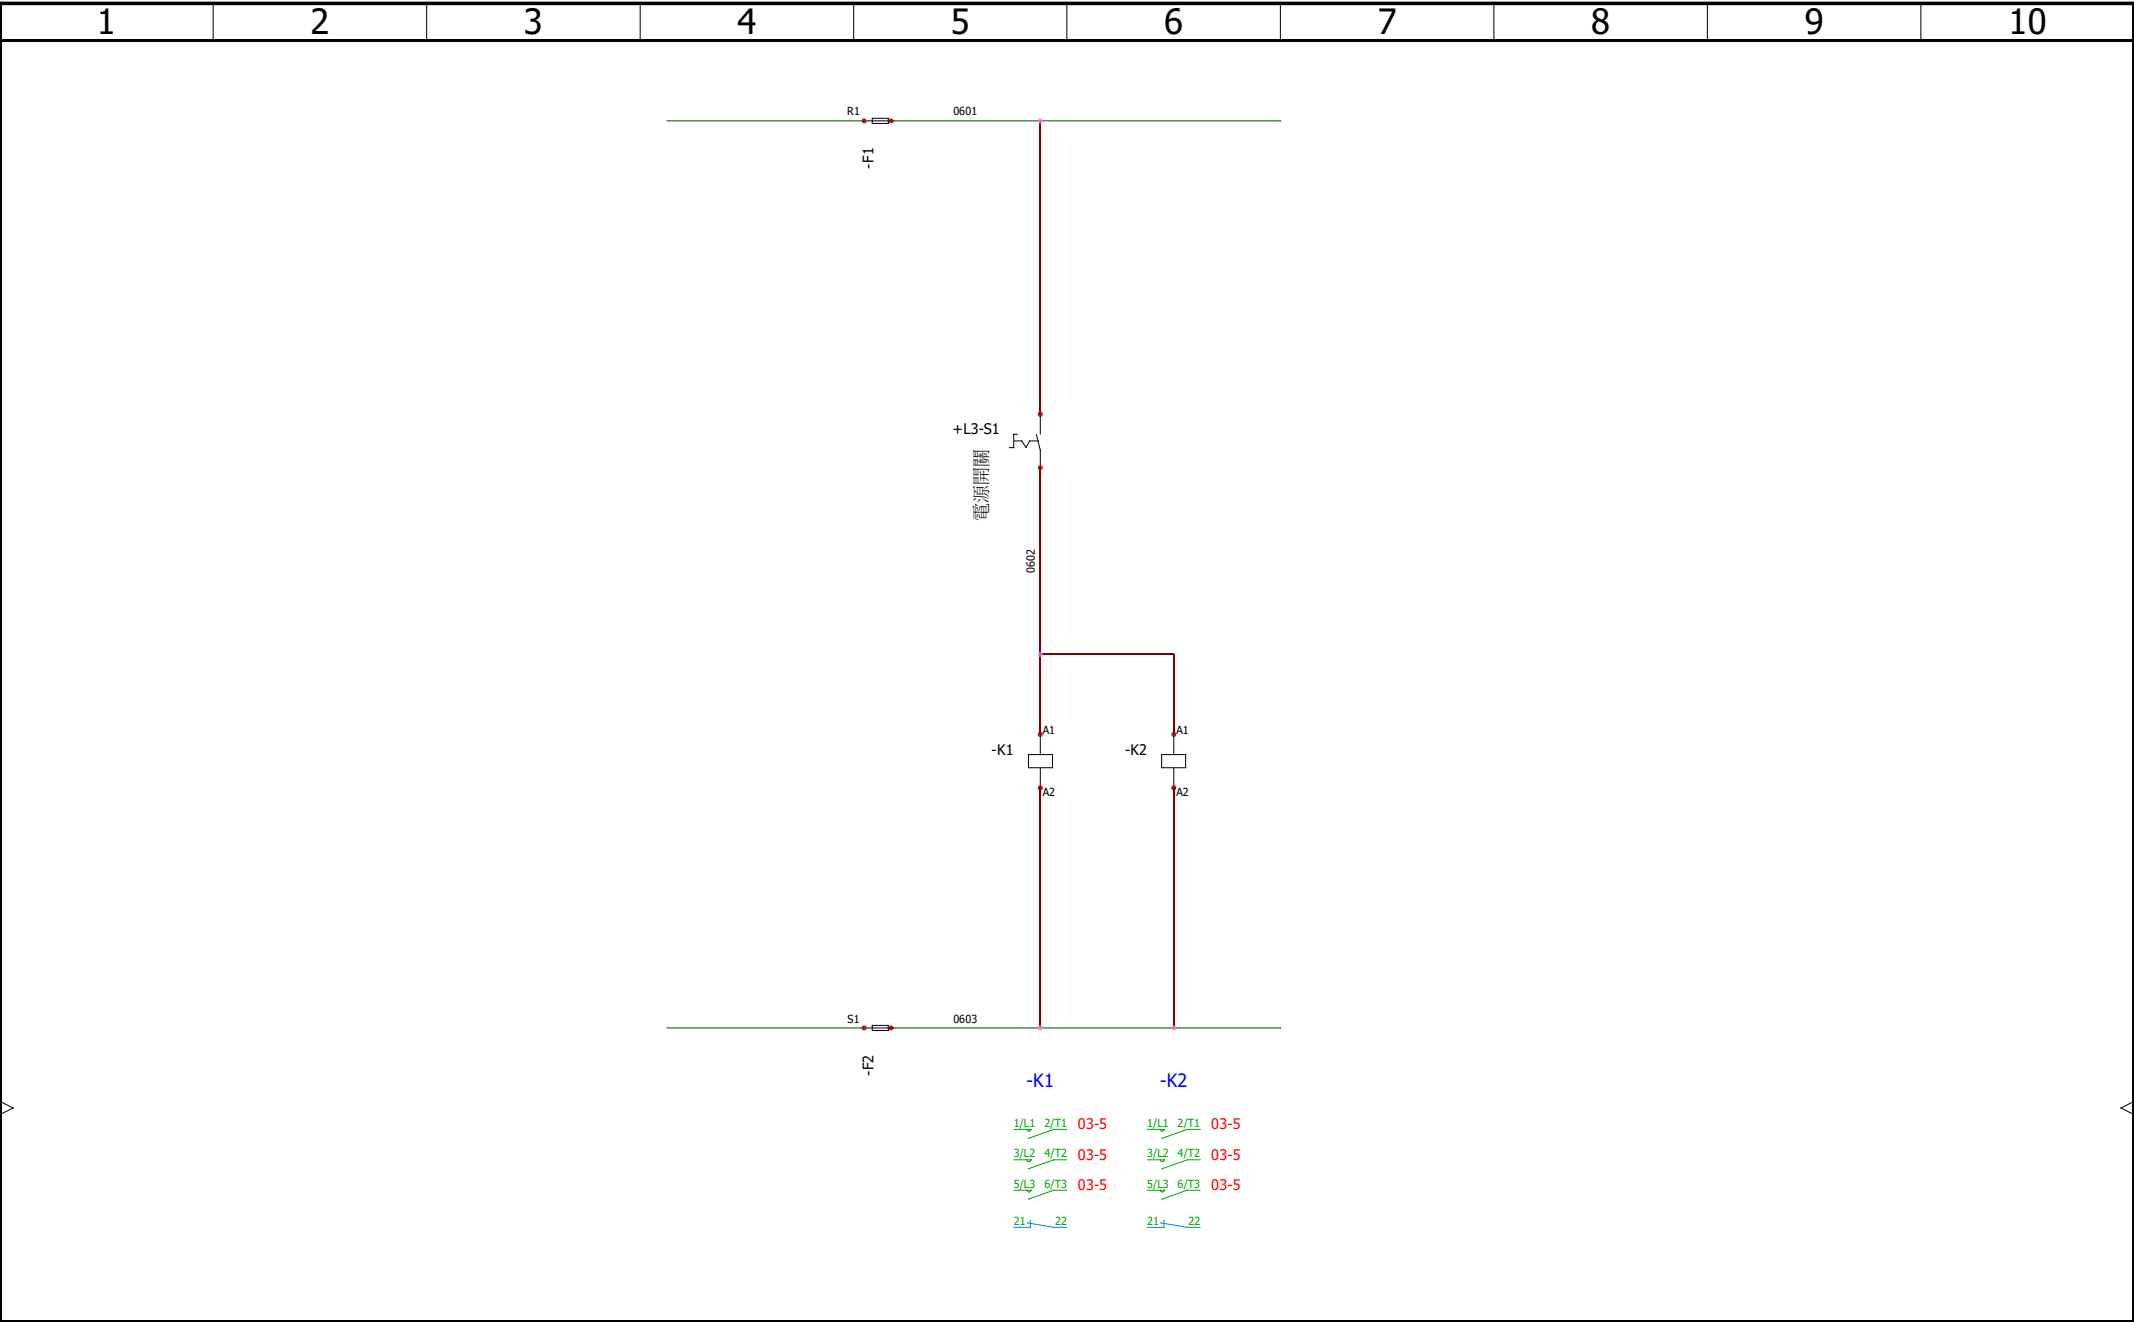 1 2 3 4 5 6 7 8 9 10
R1 0601
-F1
+L3-S1
電源開關
0602
A1 A1
-K1 -K2
A2 A2
S1 0603
-F2
-K1 -K2
1/L1 2/T1 03-5 1/L1 2/T1 03-5
3/L2 4/T2 03-5 3/L2 4/T2 03-5
5/L3 6/T3 03-5 5/L3 6/T3 03-5
21 22 21 22